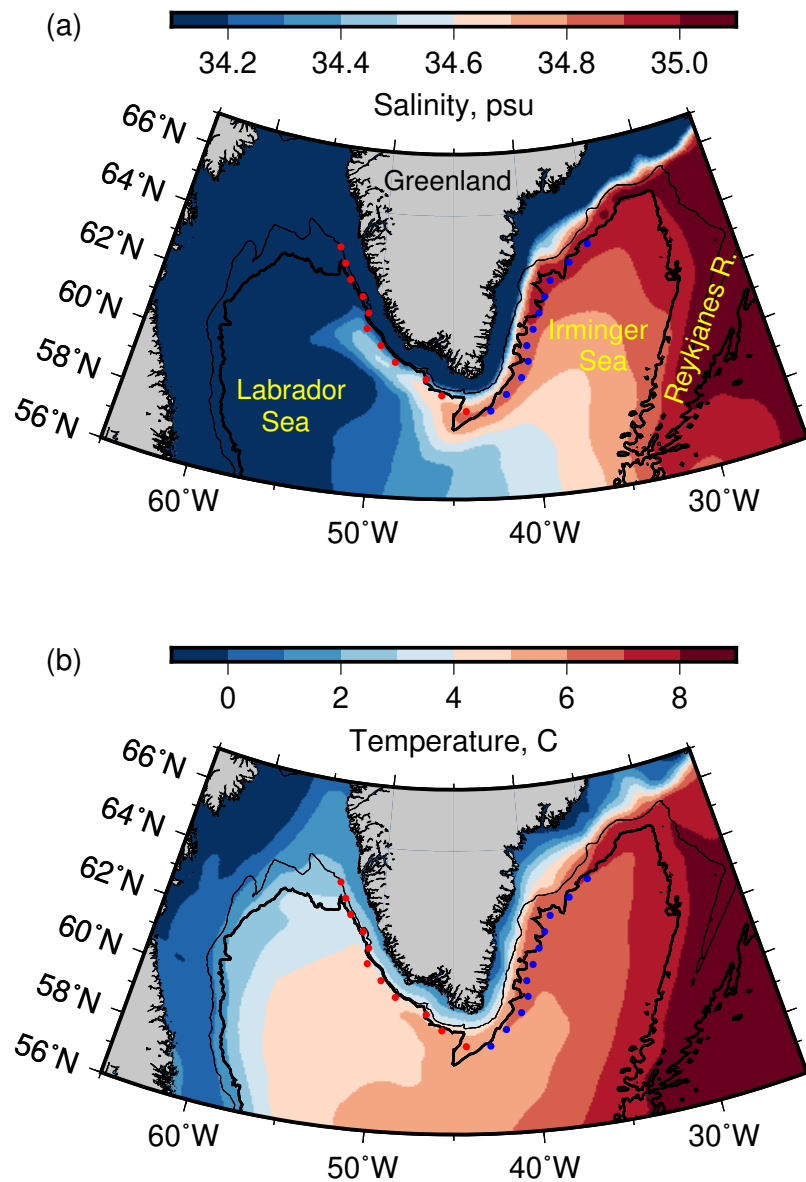 (a)
34.2 34.4 34.6 34.8 35.0
Salinity, psu
66˚N
64˚N
62˚N
60˚N
58˚N
56˚N
Greenland
Labrador
Sea
Irminger
Sea
Reykjanes R.
60˚W
50˚W
40˚W
30˚W
(b)
0 2 4 6 8
Temperature, C
66˚N
64˚N
62˚N
60˚N
58˚N
56˚N
60˚W
50˚W
40˚W
30˚W